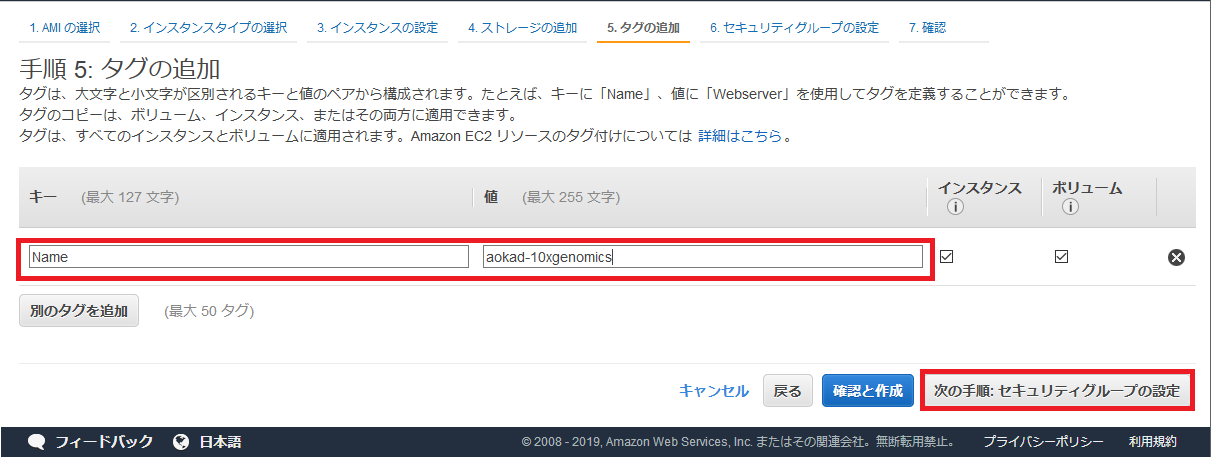 1. AMI の選択 2. インスタンスタイプの選択 3. インスタンスの設定 4. ストレージの追加 5. タグの追加 6. セキュリティグループの設定 7. 確認
手順 5: タグの追加
タグは、大文字と小文字が区別されるキーと値のペアから構成されます。たとえば、キーに「Name」、値に「Webserver」を使用してタグを定義することができます。
タグのコピーは、ボリューム、インスタンス、またはその両方に適用できます。
タグは、すべてのインスタンスとボリュームに適用されます。Amazon EC2 リソースのタグ付けについては 詳細はこちら。
キー (最大 127 文字) 値 (最大 255 文字) インスタンス ボリューム
Name aokad-10xgenomics
別のタグを追加 (最大 50 タグ)
キャンセル 戻る 確認と作成 次の手順: セキュリティグループの設定
フィードバック 日本語 © 2008 - 2019, Amazon Web Services, Inc. またはその関連会社。無断転用禁止。 プライバシーポリシー 利用規約